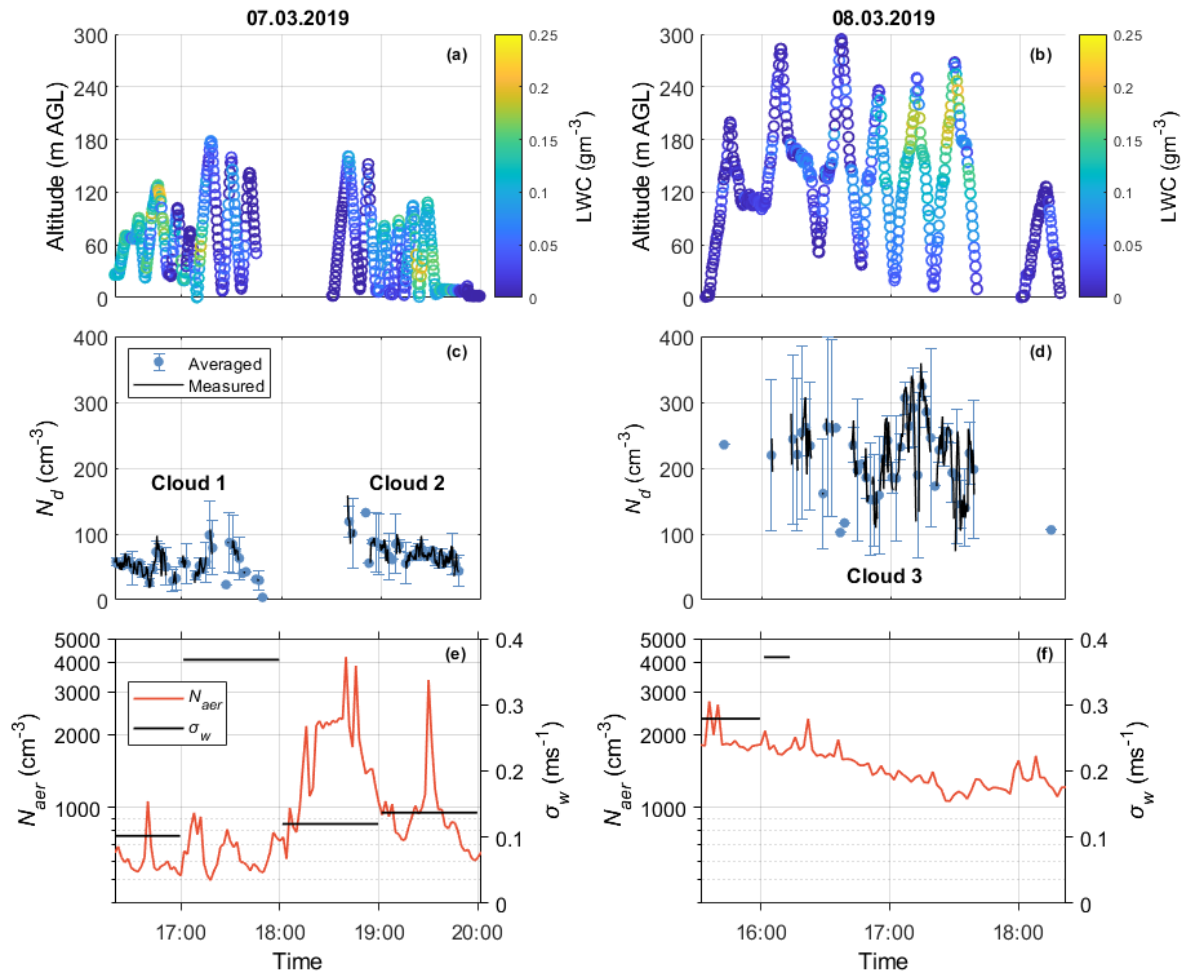 07.03.2019
08.03.2019
300
240
180
120
60
0
Altitude (m AGL)
(a)
0.25
0.2
0.15
0.1
0.05
0
LWC (gm⁻³)
300
240
180
120
60
0
Altitude (m AGL)
(b)
0.25
0.2
0.15
0.1
0.05
0
LWC (gm⁻³)
400
300
200
100
0
N_d (cm⁻³)
(c)
Averaged
Measured
Cloud 1
Cloud 2
400
300
200
100
0
N_d (cm⁻³)
(d)
Cloud 3
5000
4000
3000
2000
1000
N_aer (cm⁻³)
(e)
N_aer
σ_w
0.4
0.3
0.2
0.1
0
σ_w (ms⁻¹)
17:00 18:00 19:00 20:00
Time
5000
4000
3000
2000
1000
N_aer (cm⁻³)
(f)
0.4
0.3
0.2
0.1
0
σ_w (ms⁻¹)
16:00 17:00 18:00
Time